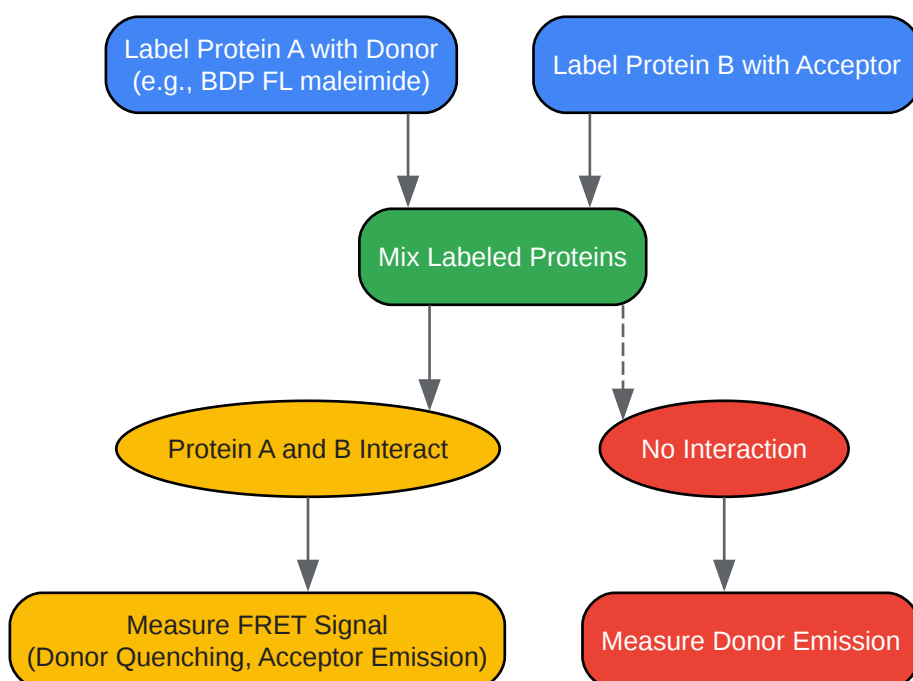 Label Protein A with Donor
(e.g., BDP FL maleimide)
Label Protein B with Acceptor
Mix Labeled Proteins
Protein A and B Interact
No Interaction
Measure FRET Signal
(Donor Quenching, Acceptor Emission)
Measure Donor Emission